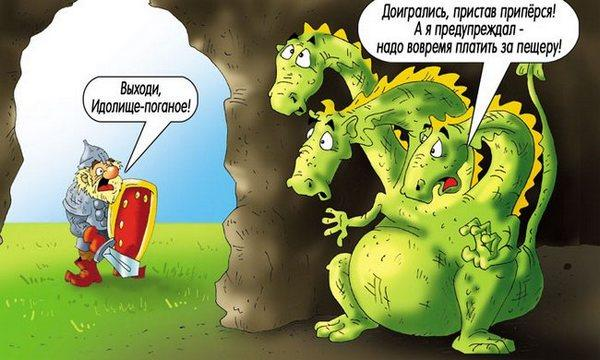 Выходи,
Идолище-поганое!
Доигрались, пристав припёрся!
А я предупреждал -
надо вовремя платить за пещеру!